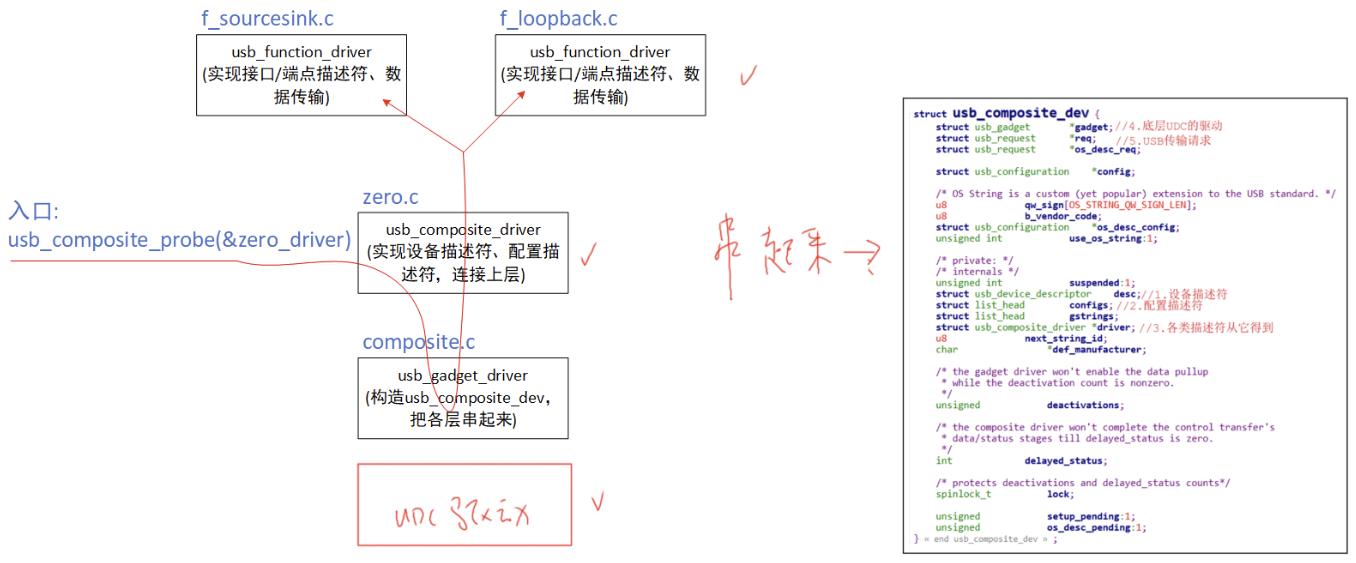 f_sourcesink.c
usb_function_driver
(实现接口/端点描述符、数
据传输)
f_loopback.c
usb_function_driver
(实现接口/端点描述符、数
据传输)
入口:
usb_composite_probe(&zero_driver)
zero.c
usb_composite_driver
(实现设备描述符、配置描
述符，连接上层)
composite.c
usb_gadget_driver
(构造usb_composite_dev，
把各层串起来)
UDC 驱动
串起来→
struct usb_composite_dev {
struct usb_gadget *gadget;//4.底层UDC的驱动
struct usb_request *req; //5.USB传输请求
struct usb_request *os_desc_req;
struct usb_configuration *config;
/* OS String is a custom (yet popular) extension to the USB standard. */
u8 qw_sign[OS_STRING_QW_SIGN_LEN];
u8 b_vendor_code;
struct usb_configuration *os_desc_config;
unsigned int use_os_string:1;
/* private: */
/* internals */
unsigned int suspended:1;
struct usb_device_descriptor desc;//1.设备描述符
struct list_head configs;//2.配置描述符
struct list_head gstrings;
struct usb_composite_driver *driver;//3.各类描述符从它得到
u8 next_string_id;
char *def_manufacturer;
/* the gadget driver won't enable the data pullup
* while the deactivation count is nonzero.
*/
unsigned deactivations;
/* the composite driver won't complete the control transfer's
* data/status stages till delayed_status is zero.
*/
int delayed_status;
/* protects deactivations and delayed_status counts*/
spinlock_t lock;
unsigned setup_pending:1;
unsigned os_desc_pending:1;
} « end usb_composite_dev » ;